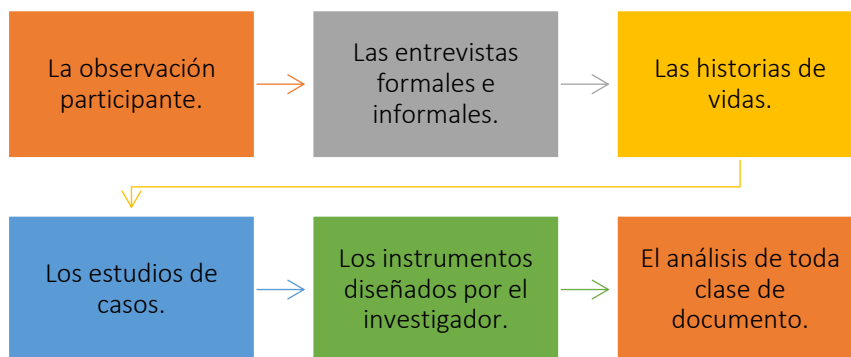 La observación
participante.
Las entrevistas
formales e
informales.
Las historias de
vidas.
Los estudios de
casos.
Los instrumentos
diseñados por el
investigador.
El análisis de toda
clase de
documento.